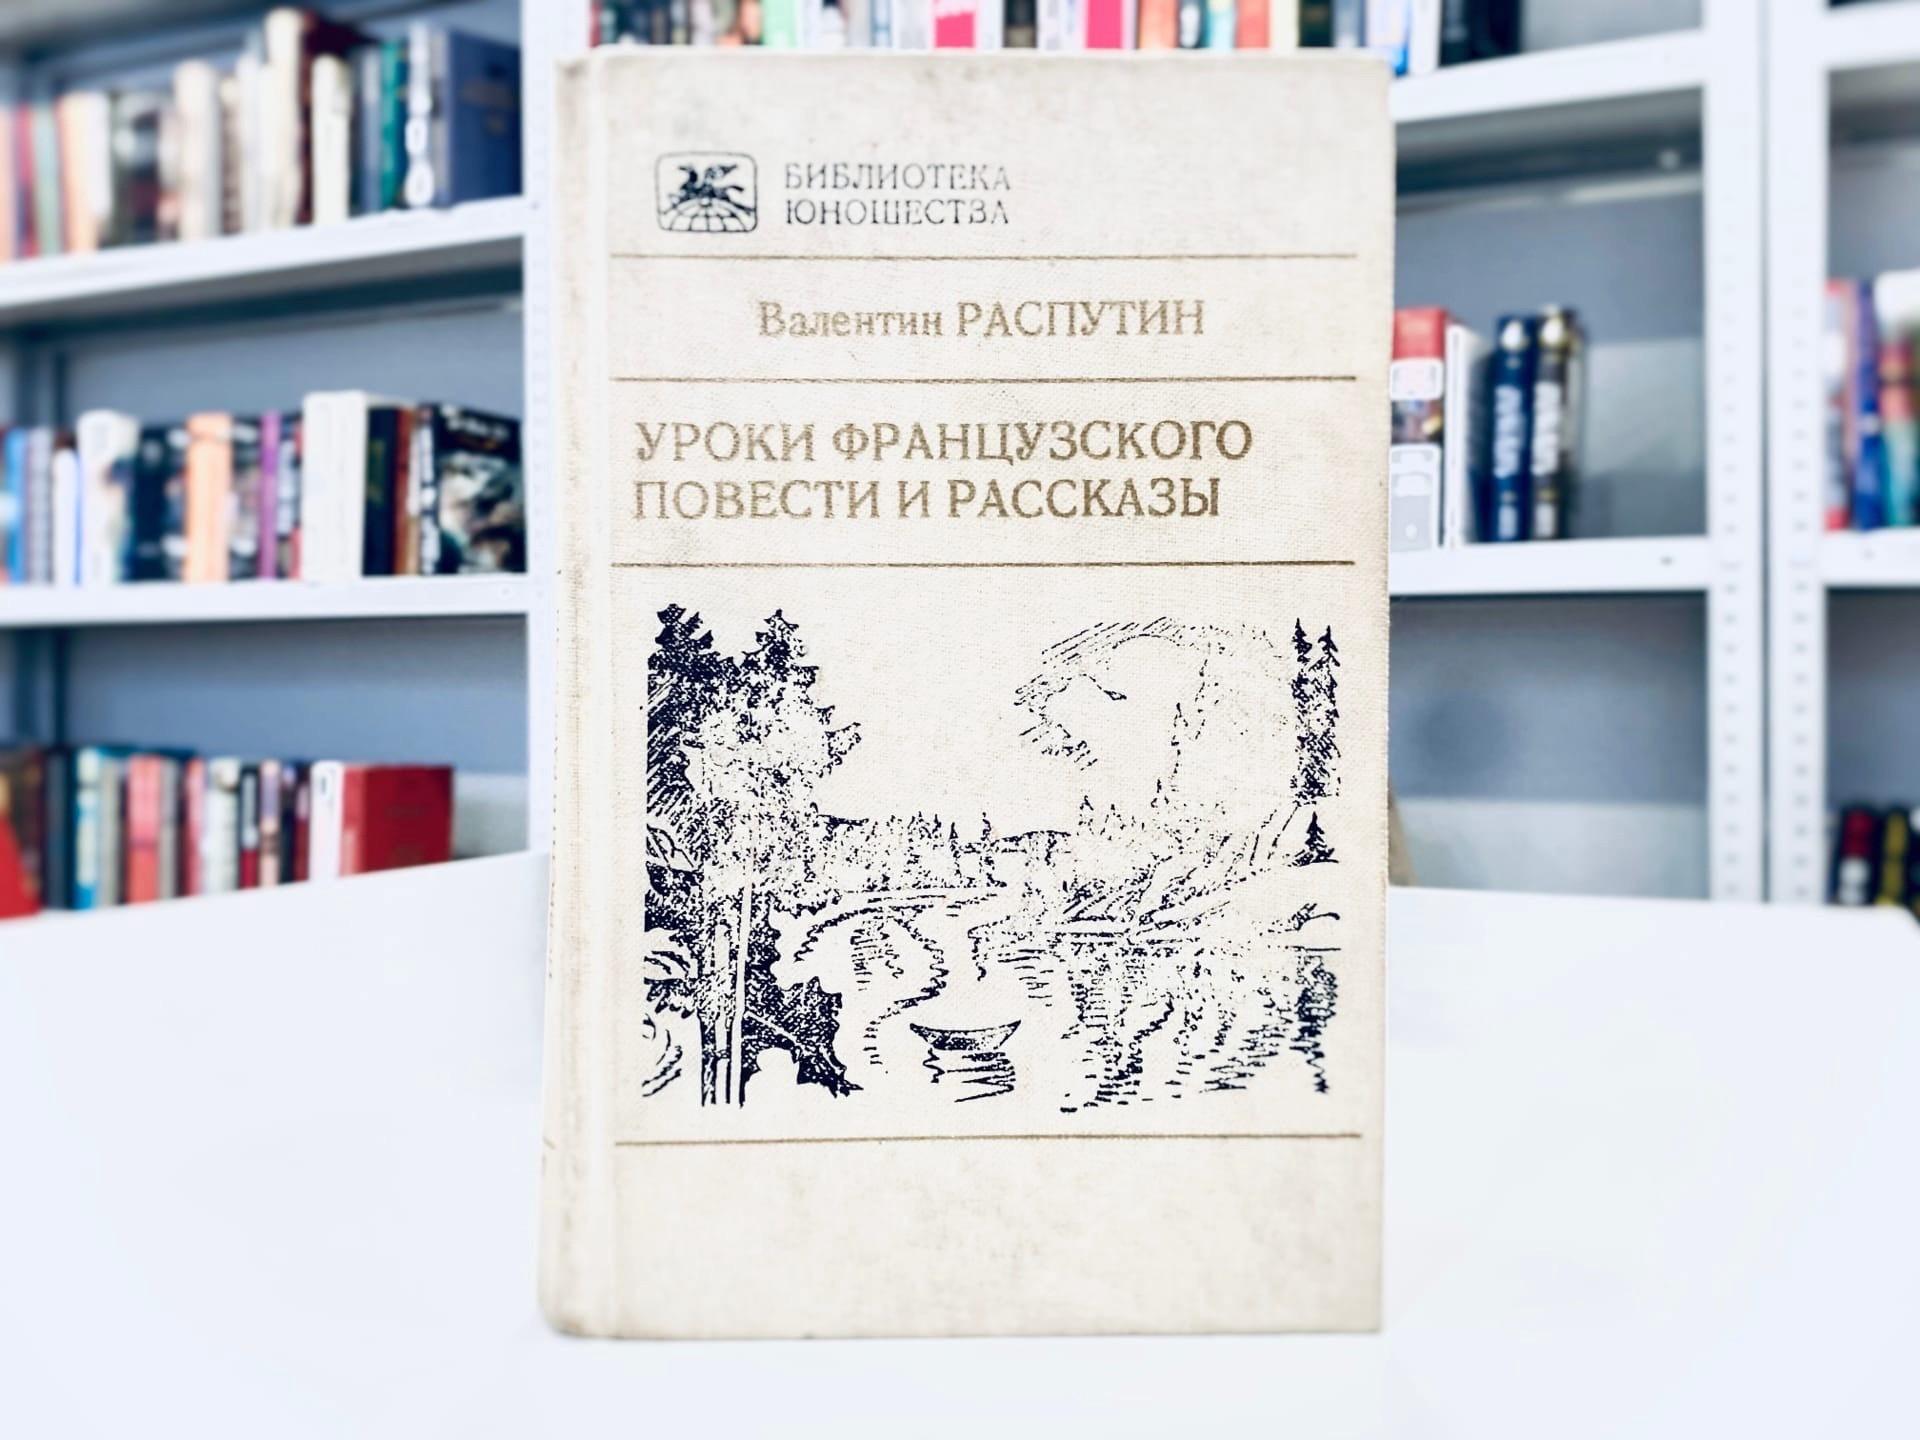 БИБЛИОТЕКА
ЮНОШЕСТВА
Валентин РАСПУТИН
УРОКИ ФРАНЦУЗСКОГО
ПОВЕСТИ И РАССКАЗЫ